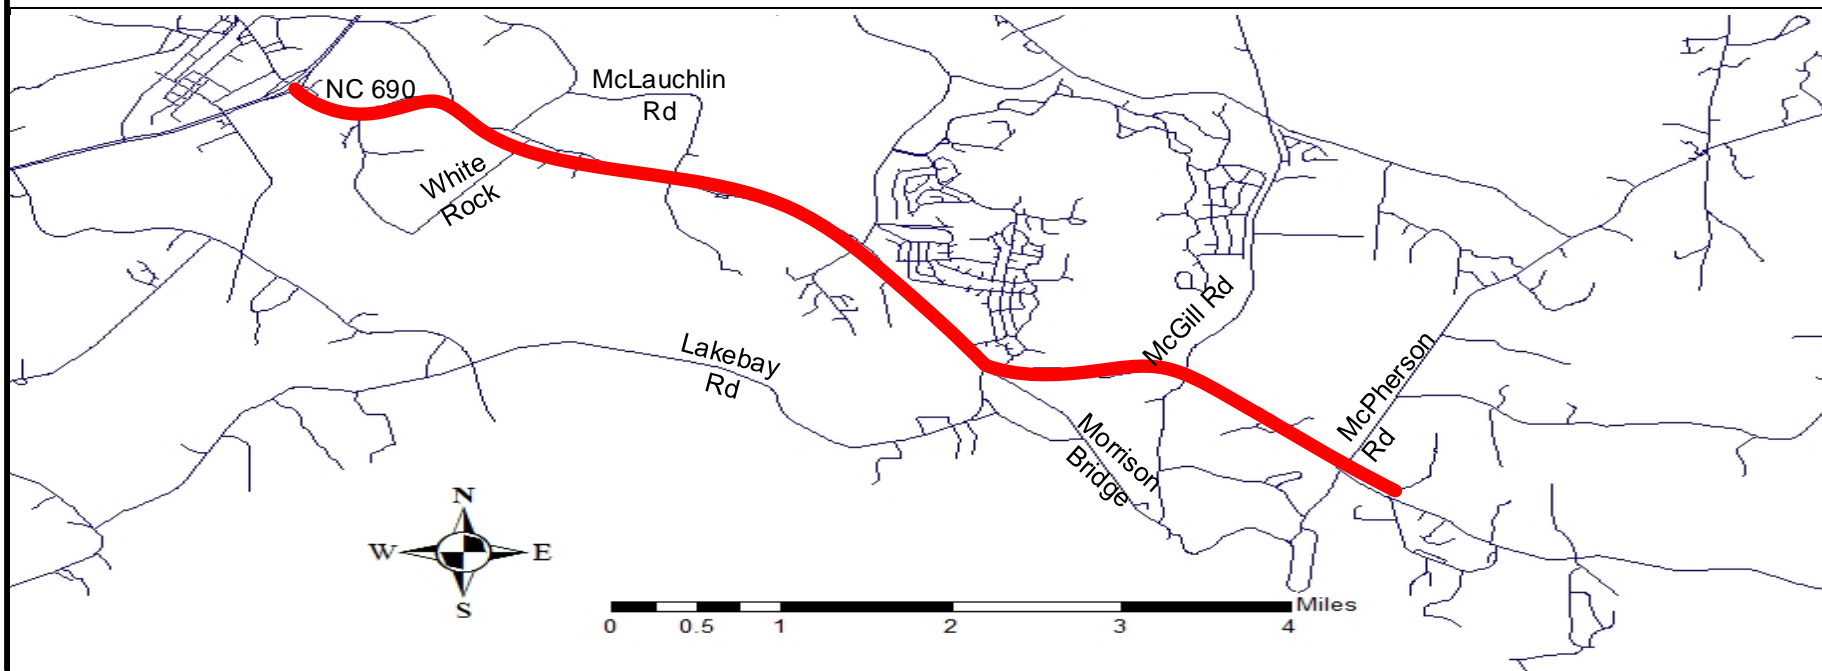 NC 690
McLauchlin
Rd
White
Rock
McGill Rd
Lakebay
Rd
McPherson
Rd
Morrison
Bridge
N
W E
S
Miles
0 0.5 1 2 3 4